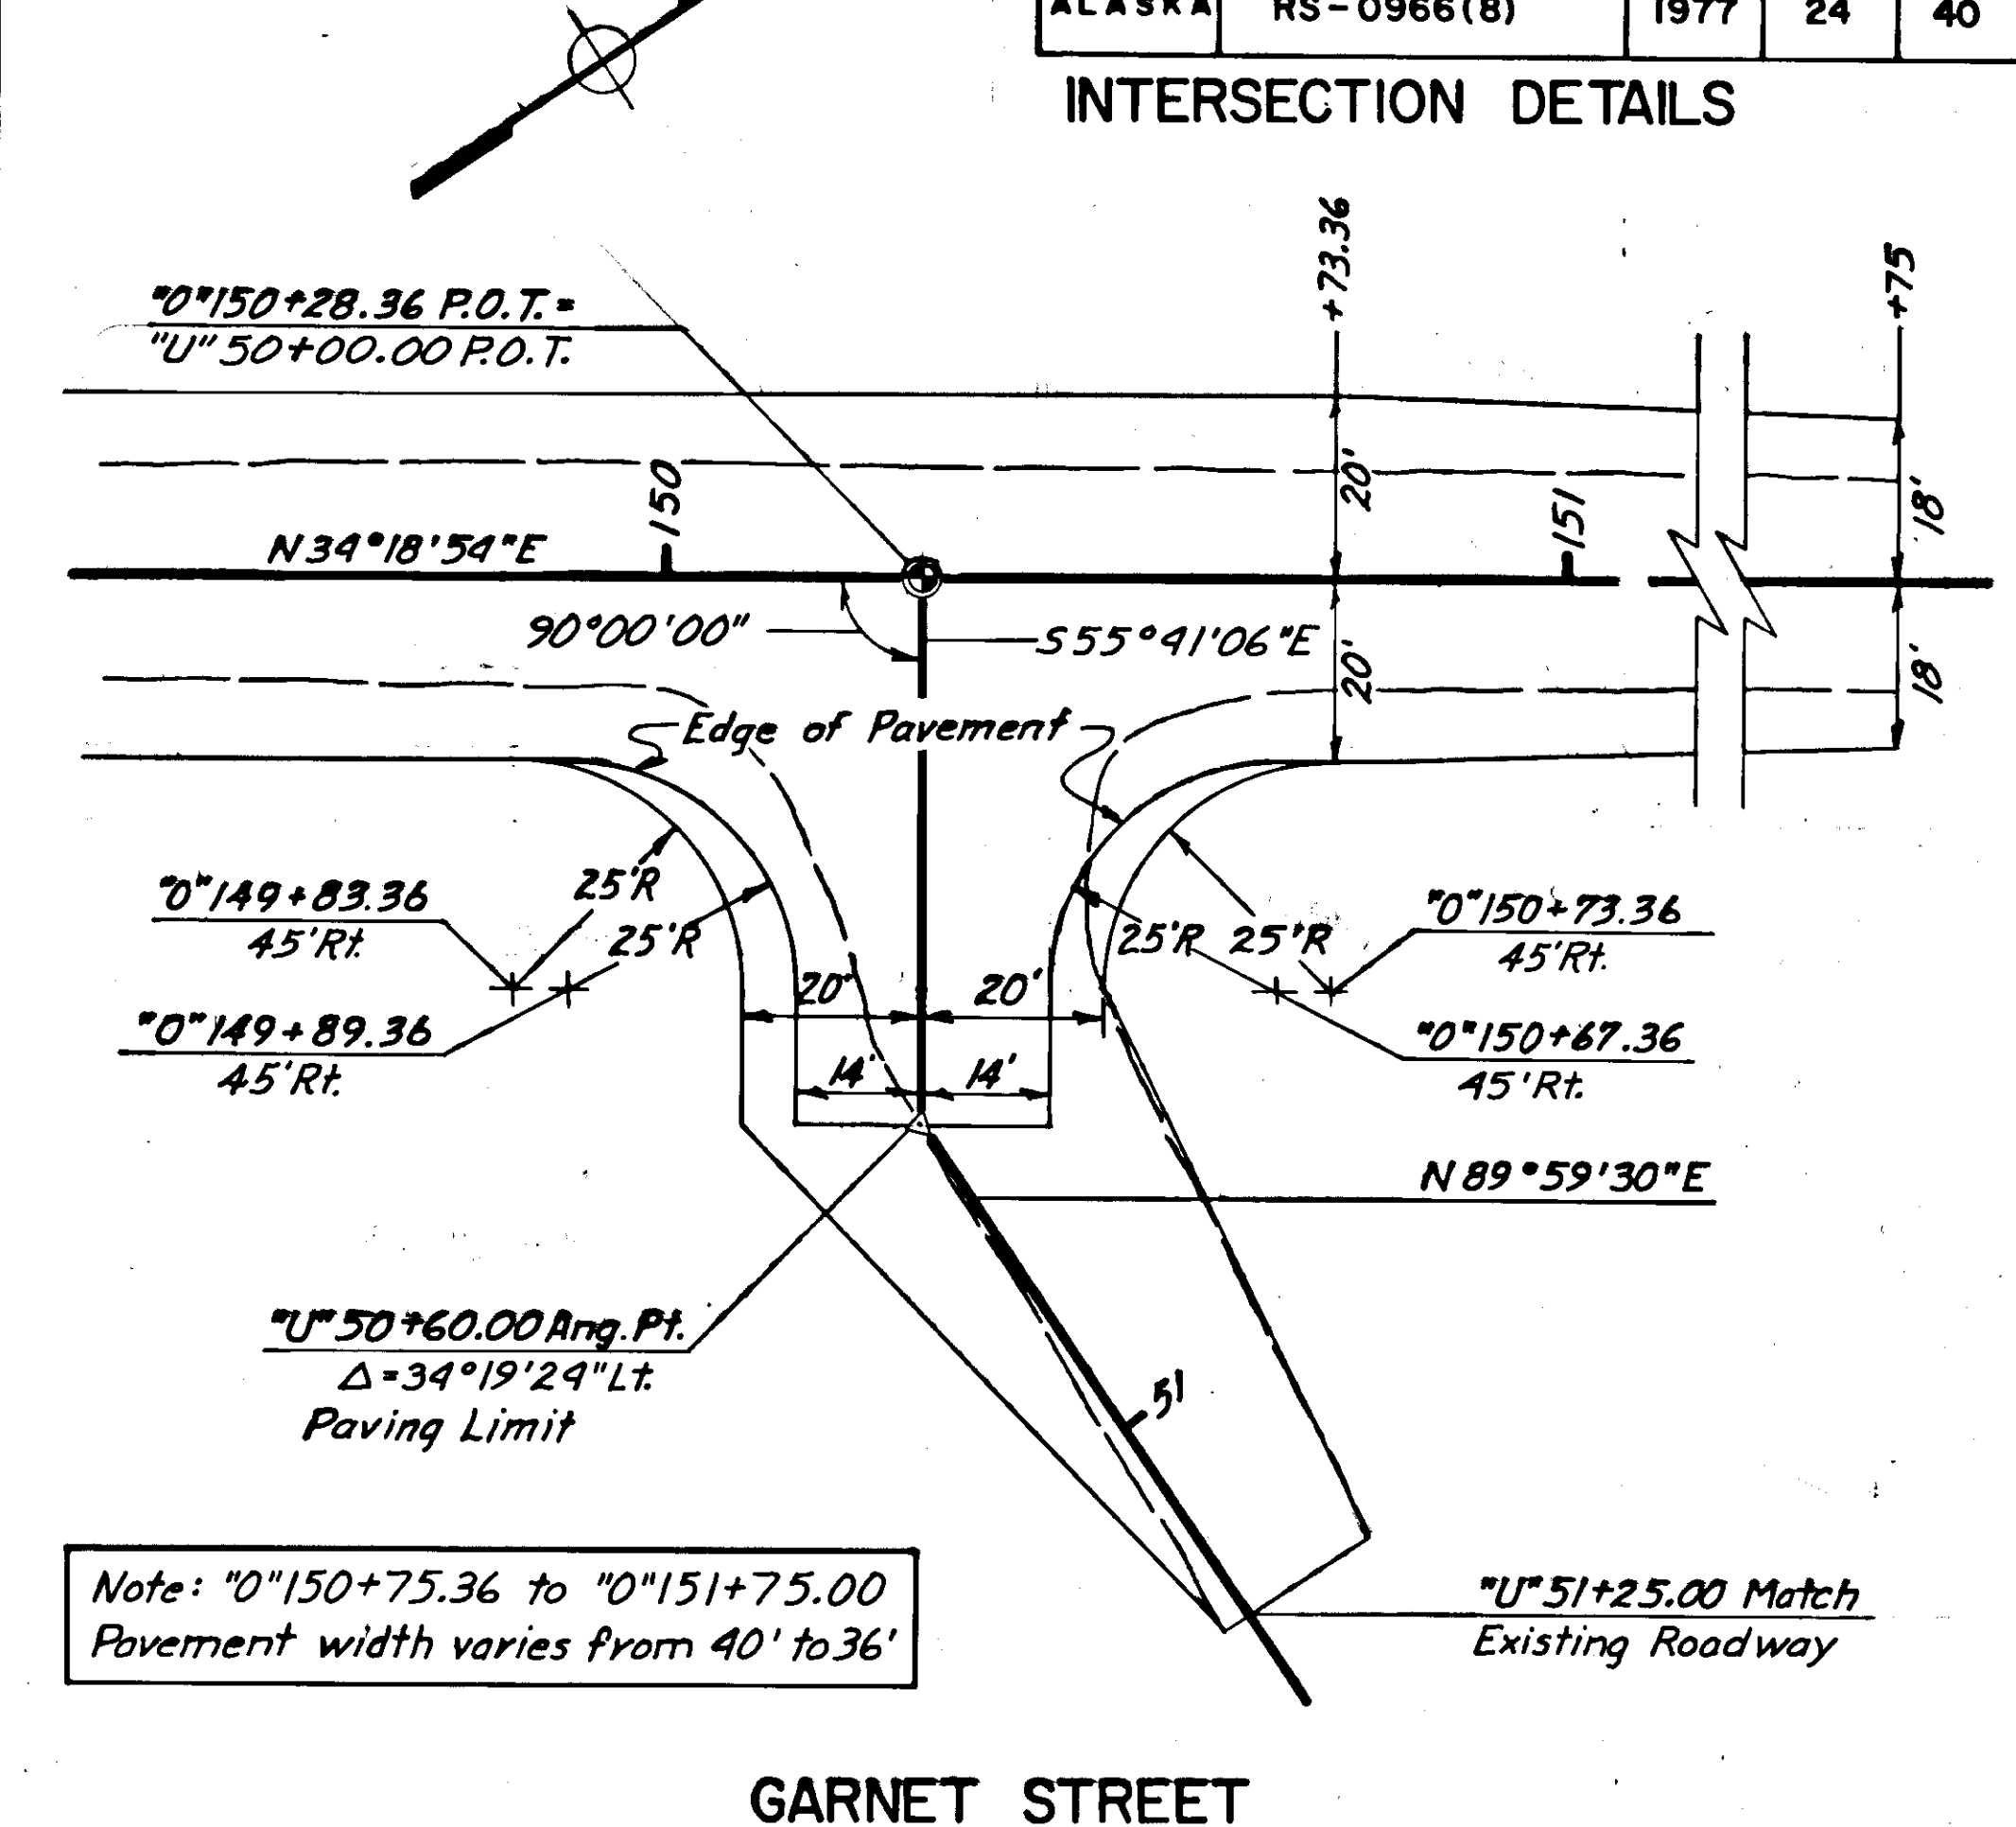 ALASKA RS-0966(8) 1977 24 40
INTERSECTION DETAILS
+73.36
+75
"O"150+28.36 P.O.T.=
"U"50+00.00 P.O.T.
150
20'
151
18'
N34°18'54"E
90°00'00"
S55°41'06"E
20'
18'
Edge of Pavement
"O"149+83.36
45'Rt.
25'R
25'R
25'R
25'R
"O"150+73.36
45'Rt.
20'
20'
"O"149+89.36
45'Rt.
"O"150+67.36
45'Rt.
14'
14'
N89°59'30"E
"U"50+60.00 Ang. Pt.
Δ=34°19'24"Lt.
Paving Limit
51
Note: "O"150+75.36 to "O"151+75.00
Pavement width varies from 40' to 36'
"U"51+25.00 Match
Existing Roadway
GARNET STREET